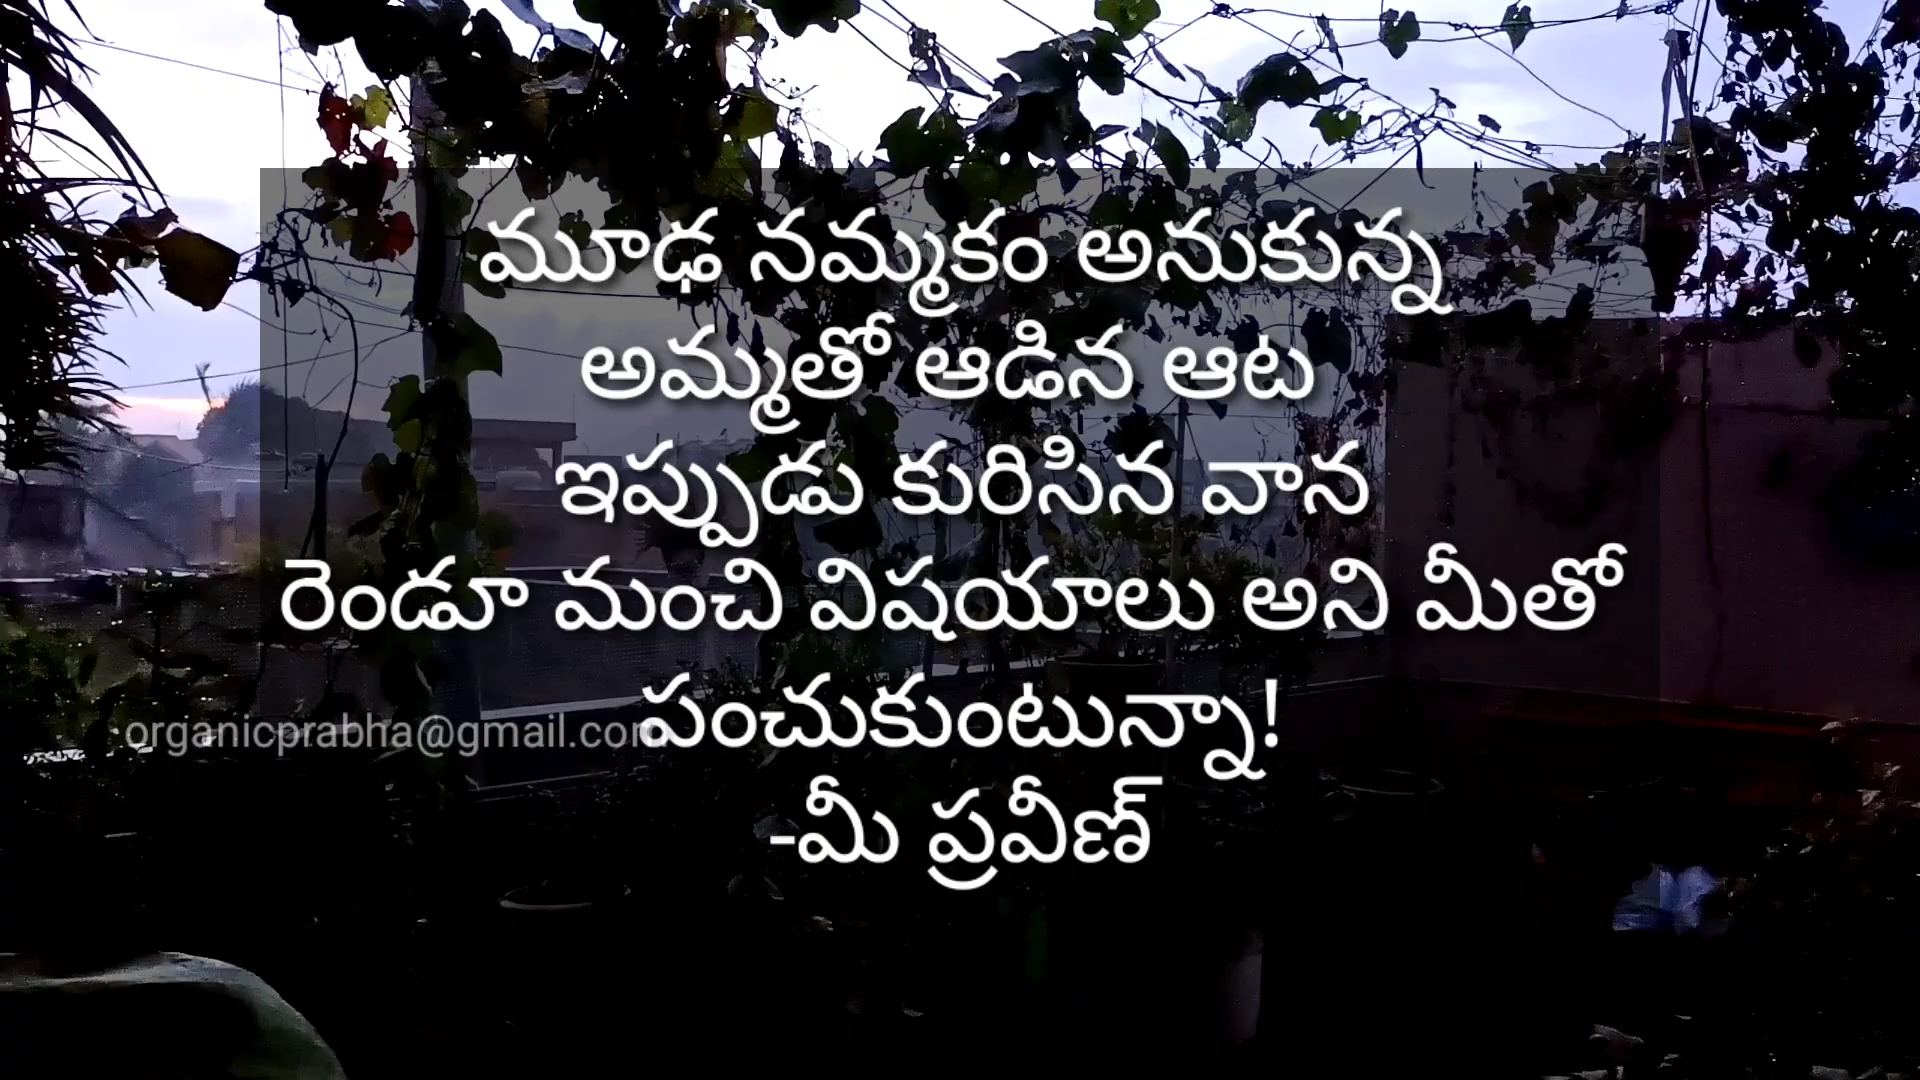 మూఢ నమ్మకం అనుకున్న
అమ్మతో ఆడిన ఆట
ఇప్పుడు కురిసిన వాన
రెండూ మంచి విషయాలు అని మీతో
పంచుకుంటున్నా!
organicprabha@gmail.com
-మీ ప్రవీణ్